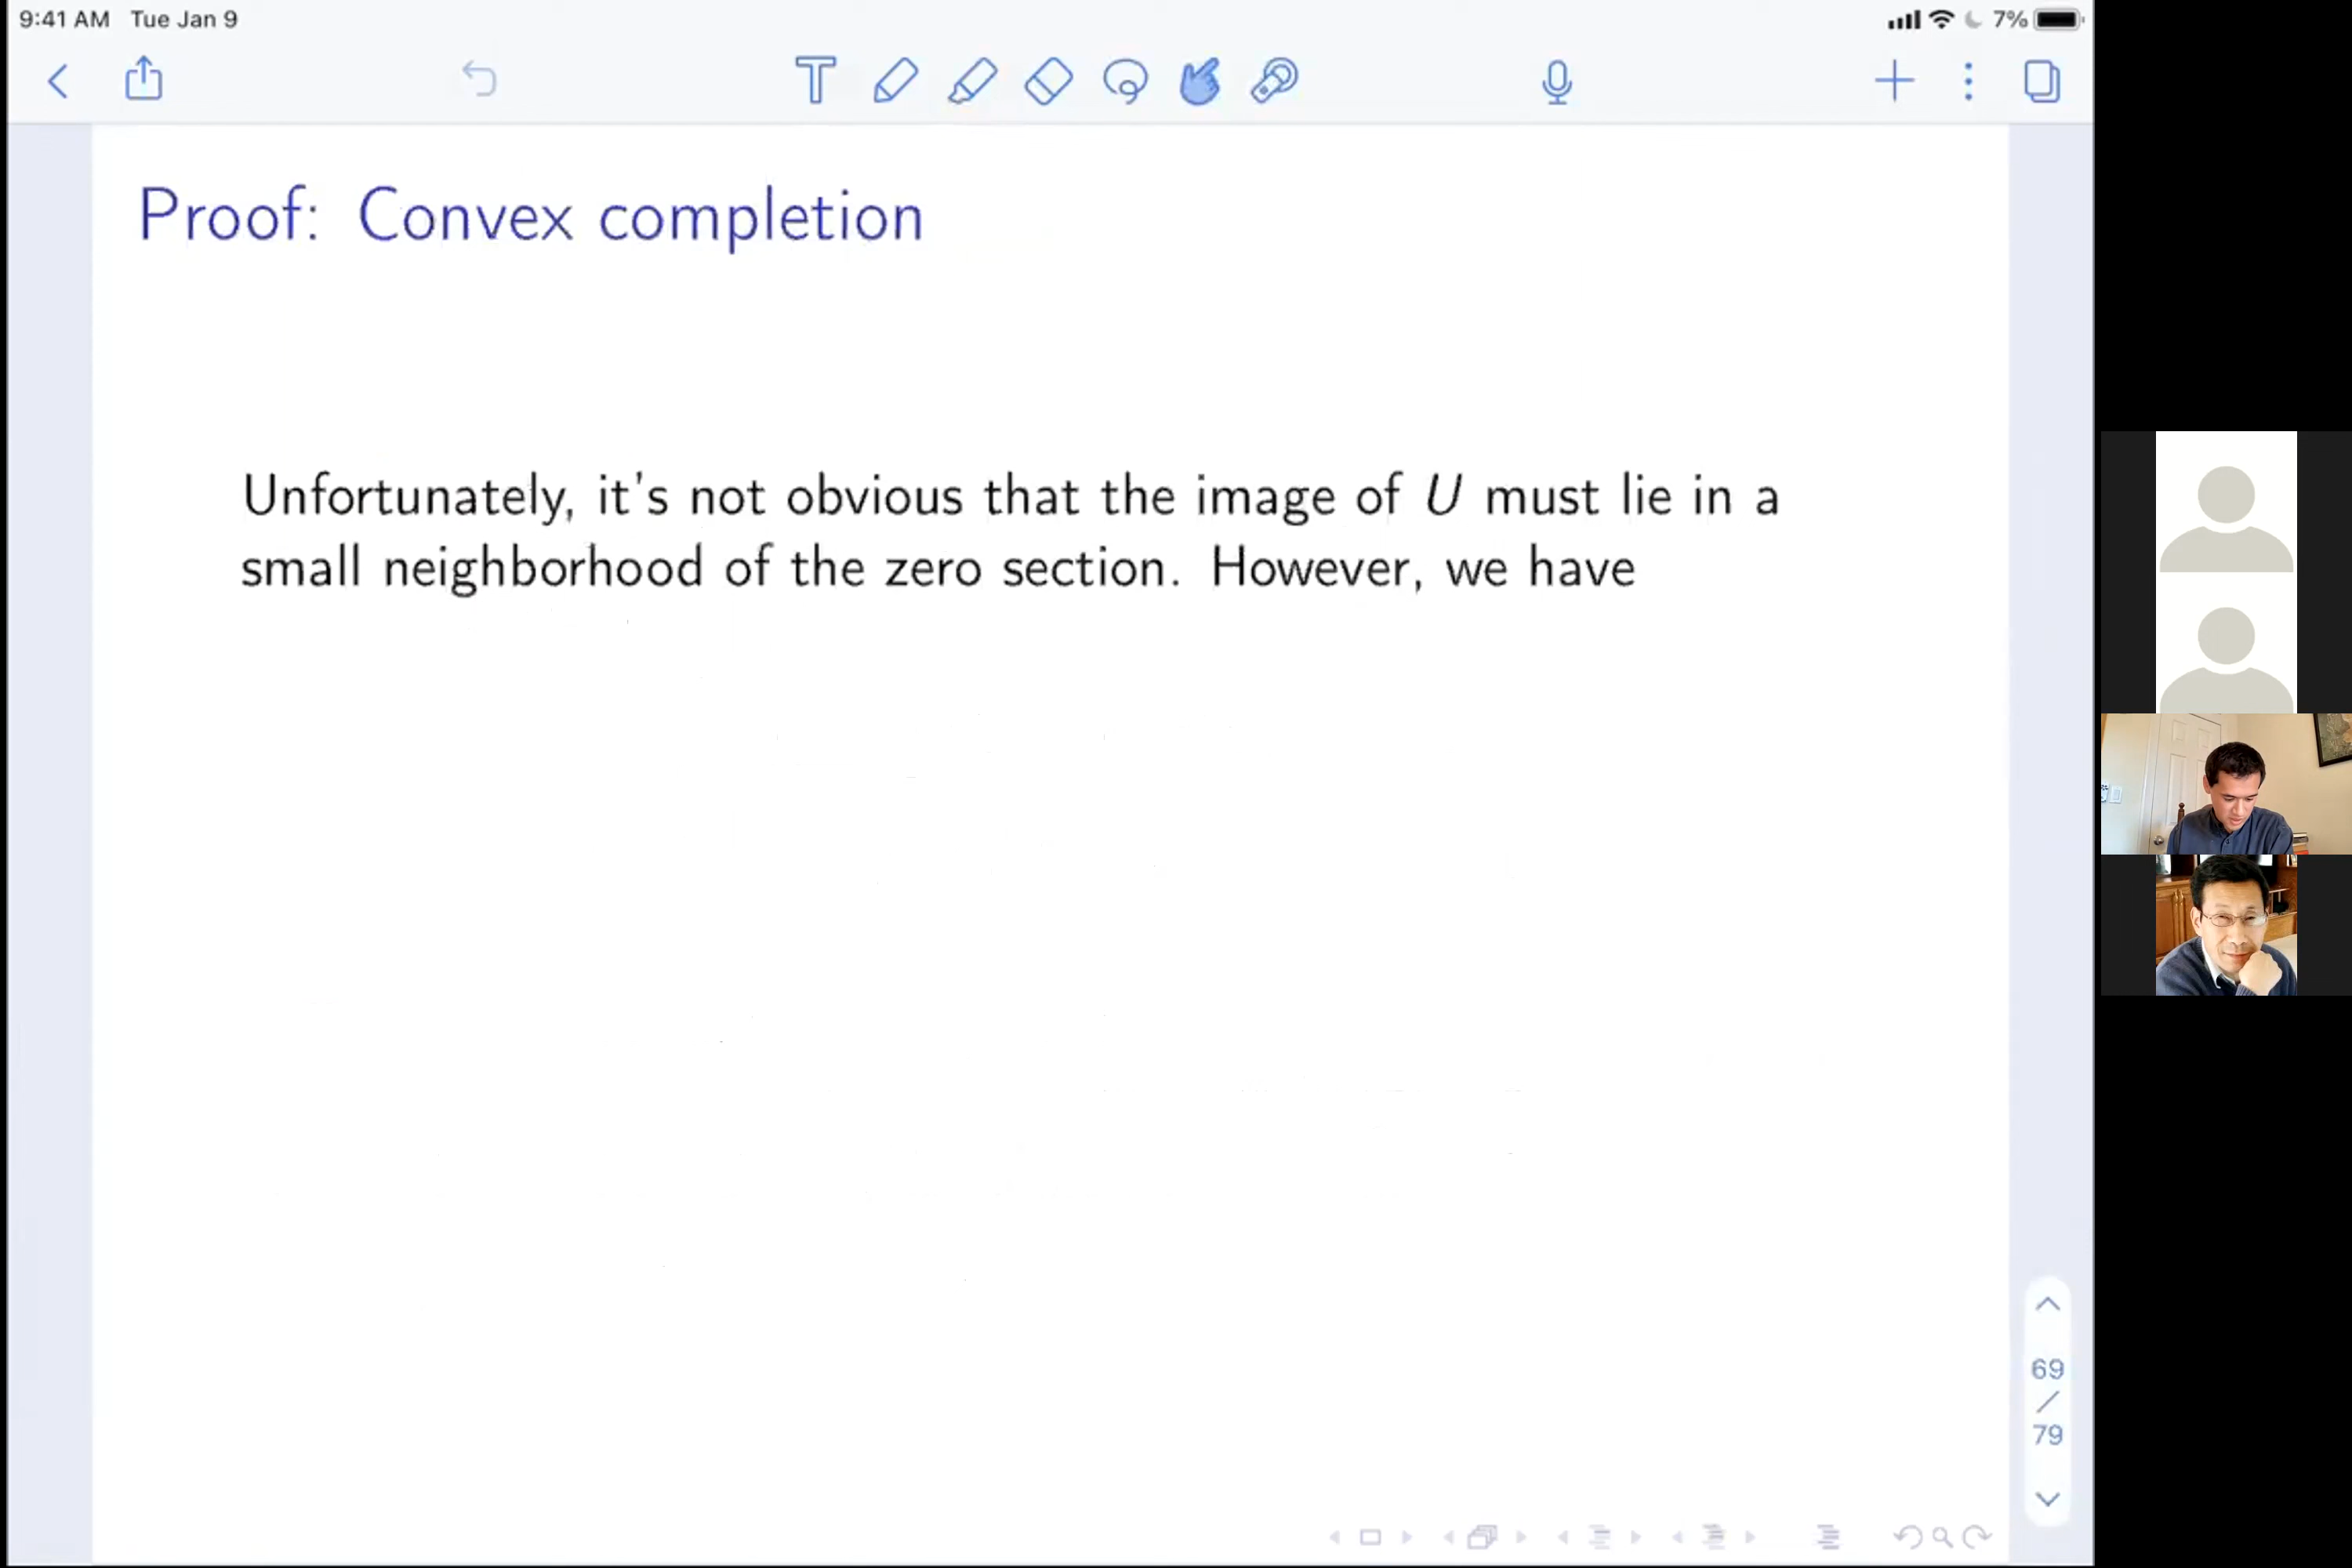 9:41 AM Tue Jan 9
7%
Proof: Convex completion
Unfortunately, it's not obvious that the image of U must lie in a
small neighborhood of the zero section. However, we have
69
/
79